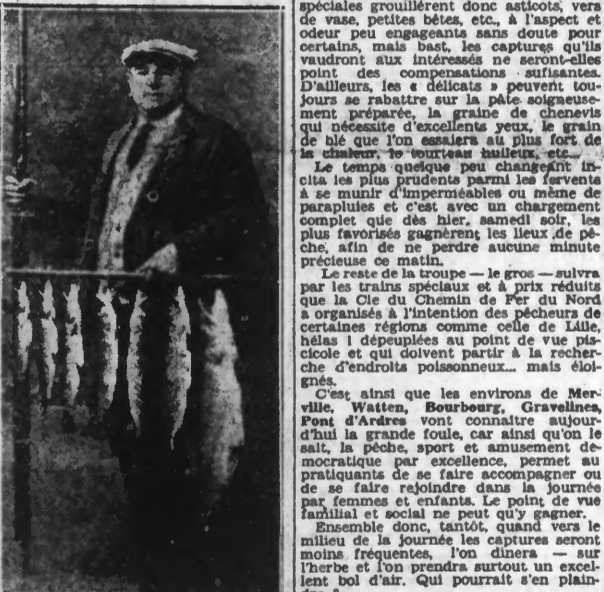 spéciales grouillèrent donc asticots, vers
de vase, petites bêtes, etc., à l'aspect et
odeur peu engageants sans doute pour
certains, mais bast, les captures qu'ils
vaudront aux intéressés ne seront-elles
point des compensations sufisantes.
D'ailleurs, les « délicats » peuvent tou-
jours se rabattre sur la pâte soigneuse-
ment préparée, la graine de chenevis
qui nécessite d'excellents yeux, le grain
de blé que l'on essaiera au plus fort de
la chaleur, le tourteau huileux, etc...
Le temps quelque peu changeant in-
cita les plus prudents parmi les fervents
à se munir d'imperméables ou même de
parapluies et c'est avec un chargement
complet que dès hier, samedi soir, les
plus favorisés gagnèrent les lieux de pê-
che, afin de ne perdre aucune minute
précieuse ce matin.
Le reste de la troupe — le gros — suivra
par les trains spéciaux et à prix réduits
que la Cie du Chemin de Fer du Nord
a organisés à l'intention des pêcheurs de
certaines régions comme celle de Lille,
hélas ! dépeuplées au point de vue pis-
cicole et qui doivent partir à la recher-
che d'endroits poissonneux... mais éloi-
gnés.
C'est ainsi que les environs de Mer-
ville, Watten, Bourbourg, Gravelines,
Pont d'Ardres vont connaître aujour-
d'hui la grande foule, car ainsi qu'on le
sait, la pêche, sport et amusement dé-
mocratique par excellence, permet au
pratiquants de se faire accompagner ou
de se faire rejoindre dans la journée
par femmes et enfants. Le point de vue
familial et social ne peut qu'y gagner.
Ensemble donc, tantôt, quand vers le
milieu de la journée les captures seront
moins fréquentes, l'on dinera — sur
l'herbe et l'on prendra surtout un excel-
lent bol d'air. Qui pourrait s'en plain-